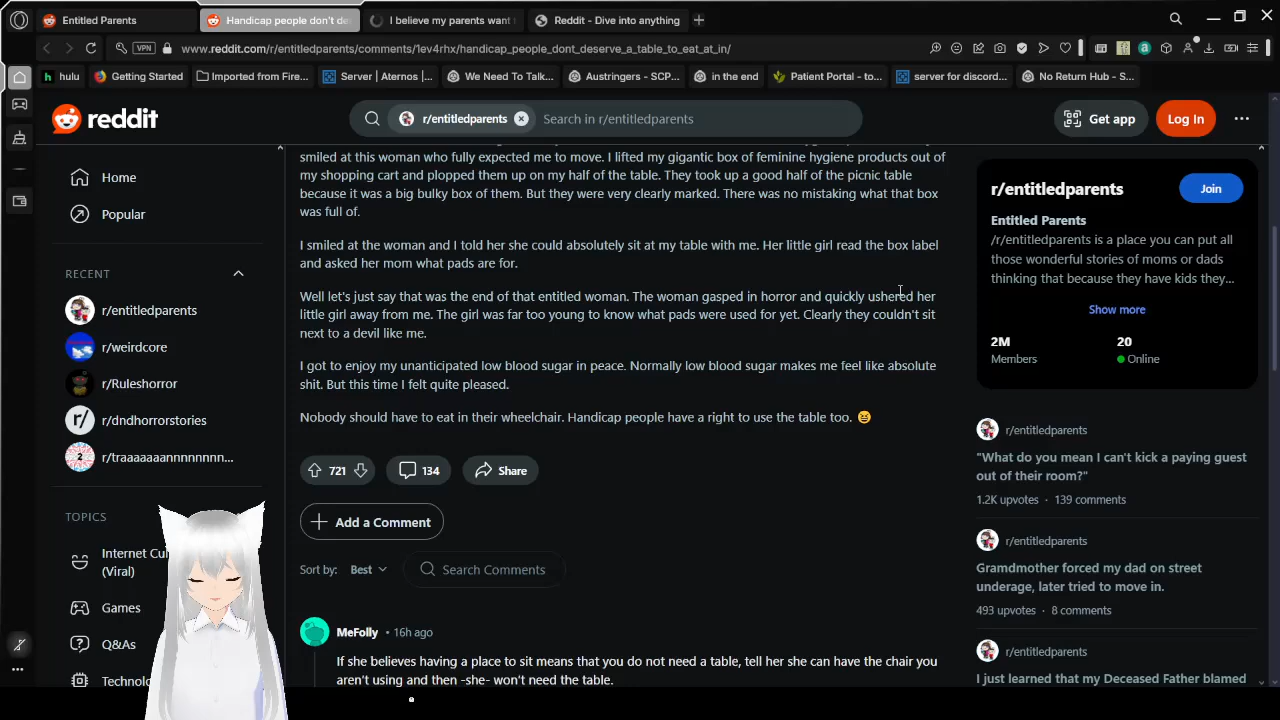 Entitled Parents
Handicap people don't de
I believe my parents want
Reddit - Dive into anything
VPN
www.reddit.com/r/entitledparents/comments/1ev4rhx/handicap_people_dont_deserve_a_table_to_eat_at_in/
hulu
Getting Started
Imported from Fire...
Server | Aternos |...
We Need To Talk...
Austringers - SCP...
in the end
Patient Portal - to...
server for discord...
No Return Hub - S...
reddit
r/entitledparents
Search in r/entitledparents
Get app
Log In
Home
Popular
RECENT
r/entitledparents
r/weirdcore
r/Ruleshorror
r/dndhorrorstories
r/traaaaaaannnnnnnn...
TOPICS
Internet Cul
(Viral)
Games
Q&As
Technolo
smiled at this woman who fully expected me to move. I lifted my gigantic box of feminine hygiene products out of
my shopping cart and plopped them up on my half of the table. They took up a good half of the picnic table
because it was a big bulky box of them. But they were very clearly marked. There was no mistaking what that box
was full of.
I smiled at the woman and I told her she could absolutely sit at my table with me. Her little girl read the box label
and asked her mom what pads are for.
Well let's just say that was the end of that entitled woman. The woman gasped in horror and quickly ushered her
little girl away from me. The girl was far too young to know what pads were used for yet. Clearly they couldn't sit
next to a devil like me.
I got to enjoy my unanticipated low blood sugar in peace. Normally low blood sugar makes me feel like absolute
shit. But this time I felt quite pleased.
Nobody should have to eat in their wheelchair. Handicap people have a right to use the table too. 😆
721
134
Share
Add a Comment
Sort by:
Best
Search Comments
MeFolly • 16h ago
If she believes having a place to sit means that you do not need a table, tell her she can have the chair you
aren't using and then -she- won't need the table.
r/entitledparents
Join
Entitled Parents
/r/entitledparents is a place you can put all
those wonderful stories of moms or dads
thinking that because they have kids they...
Show more
2M
20
Members
Online
r/entitledparents
"What do you mean I can't kick a paying guest
out of their room?"
1.2K upvotes · 139 comments
r/entitledparents
Gramdmother forced my dad on street
underage, later tried to move in.
493 upvotes · 8 comments
r/entitledparents
I just learned that my Deceased Father blamed